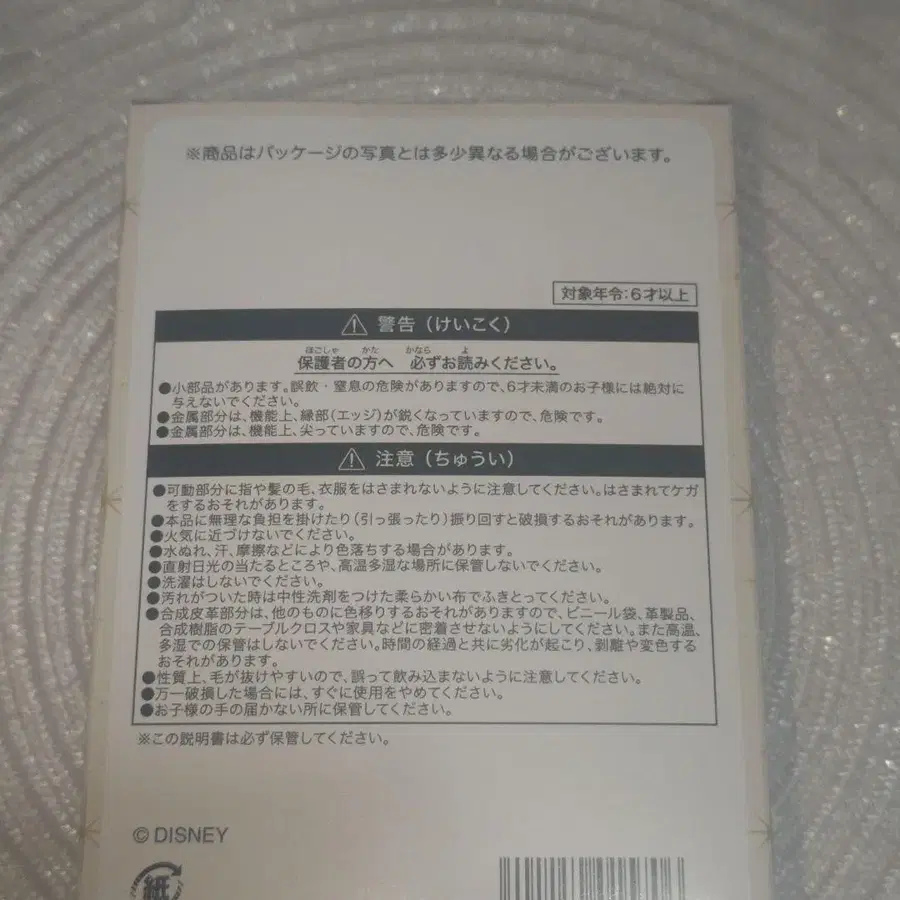 ※商品はパッケージの写真とは多少異なる場合がございます。
対象年令:6才以上
⚠ 警告（けいこく）
ほごしゃ かた かなら よ
保護者の方へ 必ずお読みください。
●小部品があります。誤飲・窒息の危険がありますので、6才未満のお子様には絶対に
与えないでください。
●金属部分は、機能上、縁部(エッジ)が鋭くなっていますので、危険です。
●金属部分は、機能上、尖っていますので、危険です。
⚠ 注意（ちゅうい）
●可動部分に指や髪の毛、衣服をはさまれないように注意してください。はさまれてケガ
をするおそれがあります。
●本品に無理な負担を掛けたり(引っ張ったり)振り回すと破損するおそれがあります。
●火気に近づけないでください。
●水ぬれ、汗、摩擦などにより色落ちする場合があります。
●直射日光の当たるところや、高温多湿な場所に保管しないでください。
●洗濯はしないでください。
●汚れがついた時は中性洗剤をつけた柔らかい布でふきとってください。
●合成皮革部分は、他のものに色移りするおそれがありますので、ビニール袋、革製品、
合成樹脂のテーブルクロスや家具などに密着させないようにしてください。また高温、
多湿での保管はしないでください。時間の経過と共に劣化が起こり、剥離や変色する
おそれがあります。
●性質上、毛が抜けやすいので、誤って飲み込まないように注意してください。
●万一破損した場合には、すぐに使用をやめてください。
●お子様の手の届かない所に保管してください。
※この説明書は必ず保管してください。
© DISNEY
紙